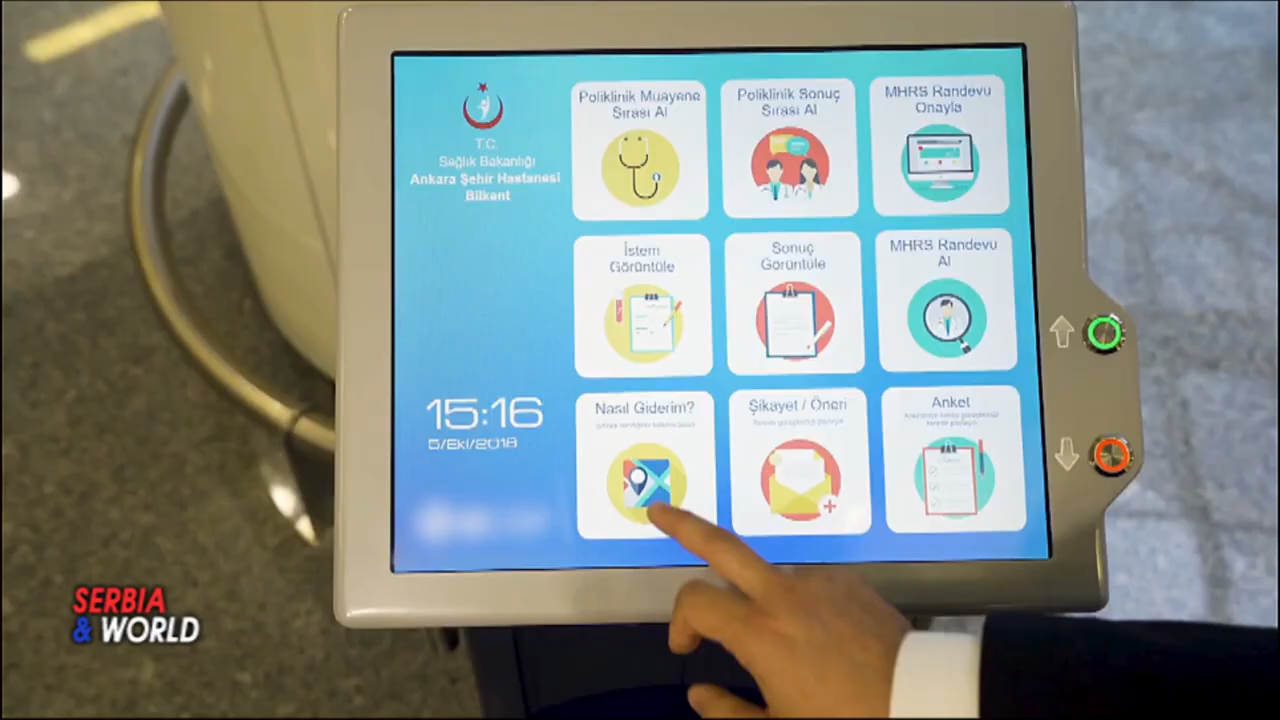 T.C.
Sağlık Bakanlığı
Ankara Şehir Hastanesi
Bilkent
Poliklinik Muayene
Sırası Al
Poliklinik Sonuç
Sırası Al
MHRS Randevu
Onayla
İstem
Görüntüle
Sonuç
Görüntüle
MHRS Randevu
Al
15:16
5/Eki/2018
Nasıl Giderim?
Şikayet / Öneri
Anket
SERBIA
& WORLD